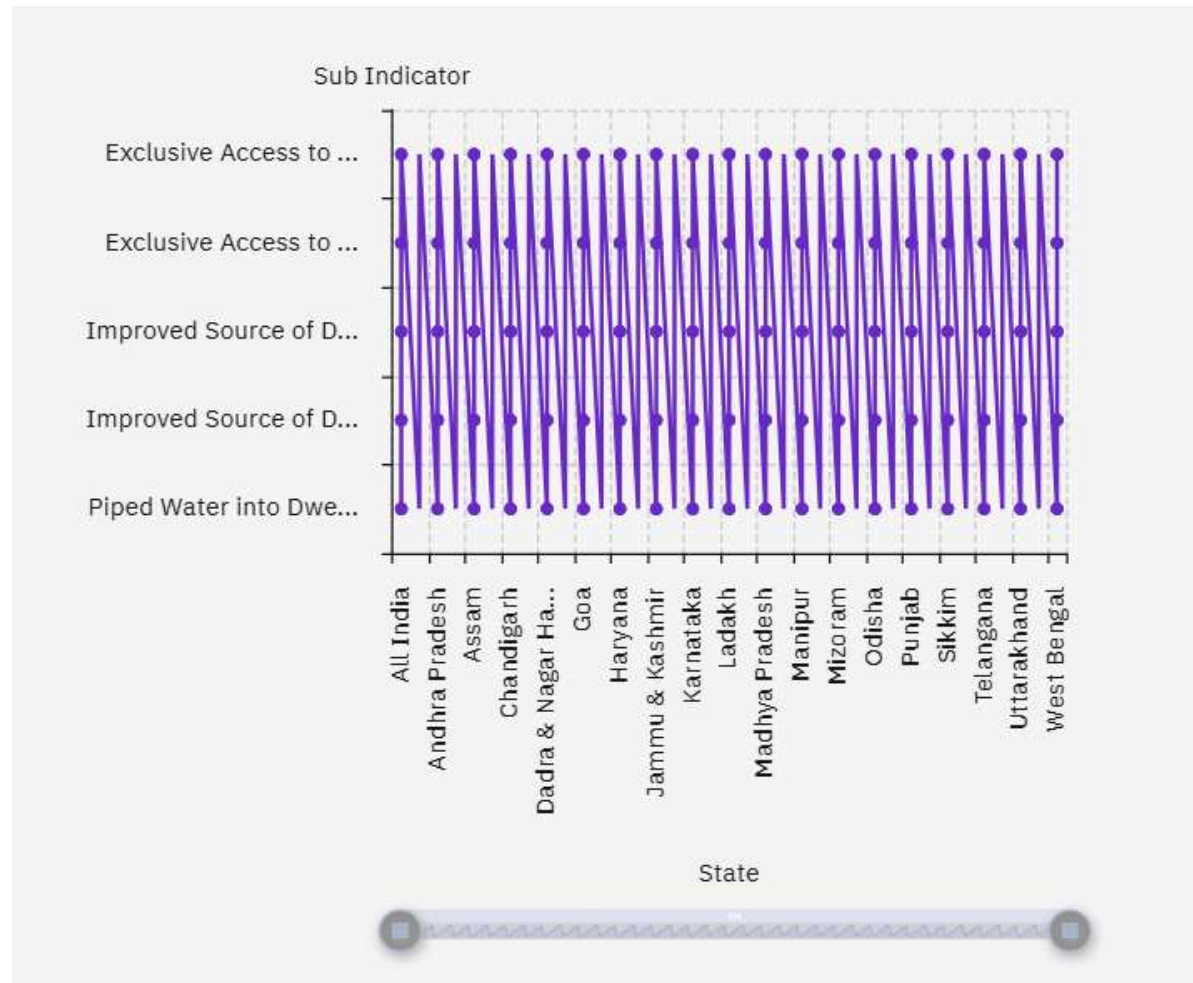 Sub Indicator
Exclusive Access to ...
Exclusive Access to ...
Improved Source of D...
Improved Source of D...
Piped Water into Dwe...
All India
Andhra Pradesh
Assam
Chandigarh
Dadra & Nagar Ha...
Goa
Haryana
Jammu & Kashmir
Karnataka
Ladakh
Madhya Pradesh
Manipur
Mizoram
Odisha
Punjab
Sikkim
Telangana
Uttarakhand
West Bengal
State